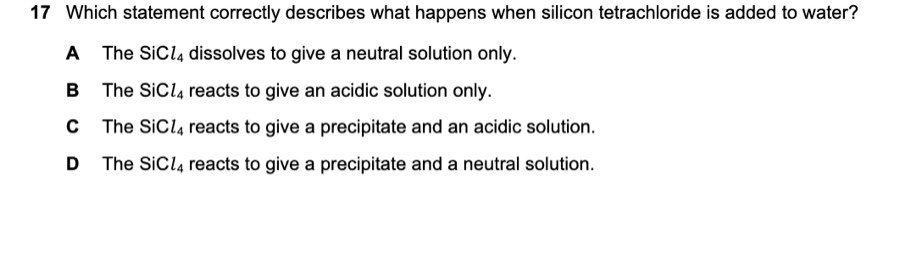 17 Which statement correctly describes what happens when silicon tetrachloride is added to water?
A The SiCl4 dissolves to give a neutral solution only.
B The SiCl4 reacts to give an acidic solution only.
C The SiCl4 reacts to give a precipitate and an acidic solution.
D The SiCl4 reacts to give a precipitate and a neutral solution.